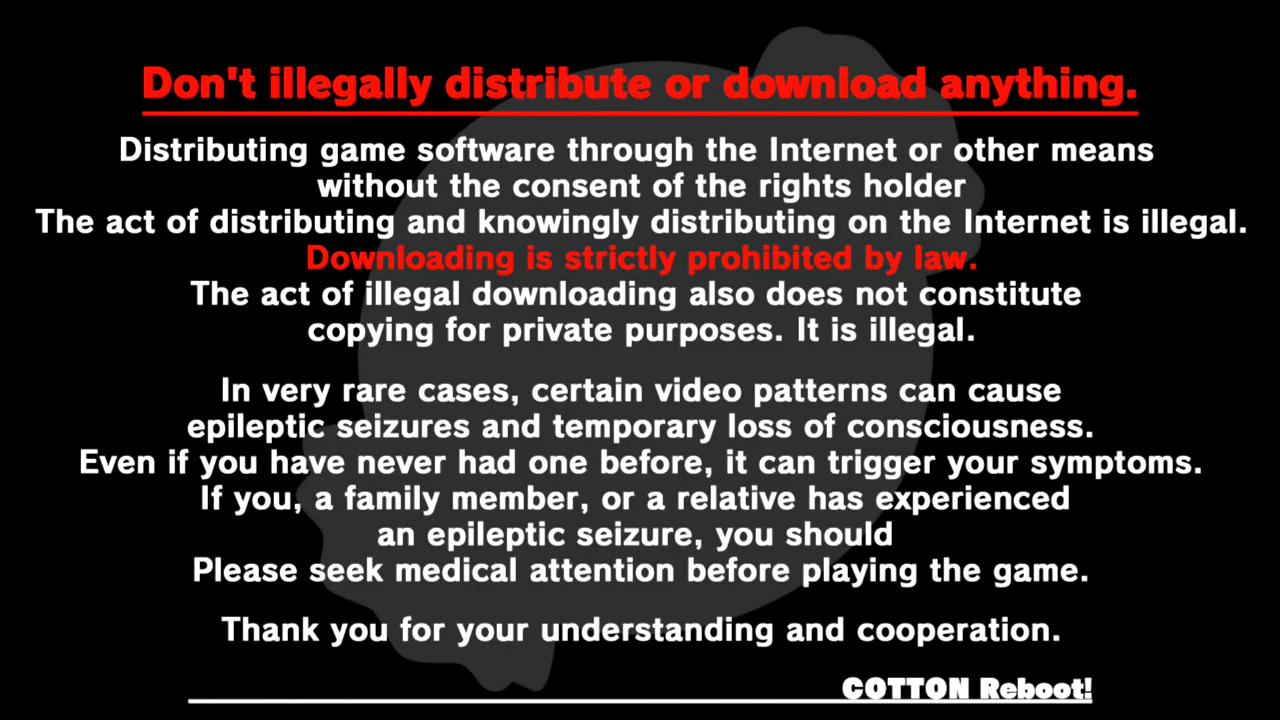 Don't illegally distribute or download anything.
Distributing game software through the Internet or other means
without the consent of the rights holder
The act of distributing and knowingly distributing on the Internet is illegal.
Downloading is strictly prohibited by law.
The act of illegal downloading also does not constitute
copying for private purposes. It is illegal.
In very rare cases, certain video patterns can cause
epileptic seizures and temporary loss of consciousness.
Even if you have never had one before, it can trigger your symptoms.
If you, a family member, or a relative has experienced
an epileptic seizure, you should
Please seek medical attention before playing the game.
Thank you for your understanding and cooperation.
COTTON Reboot!